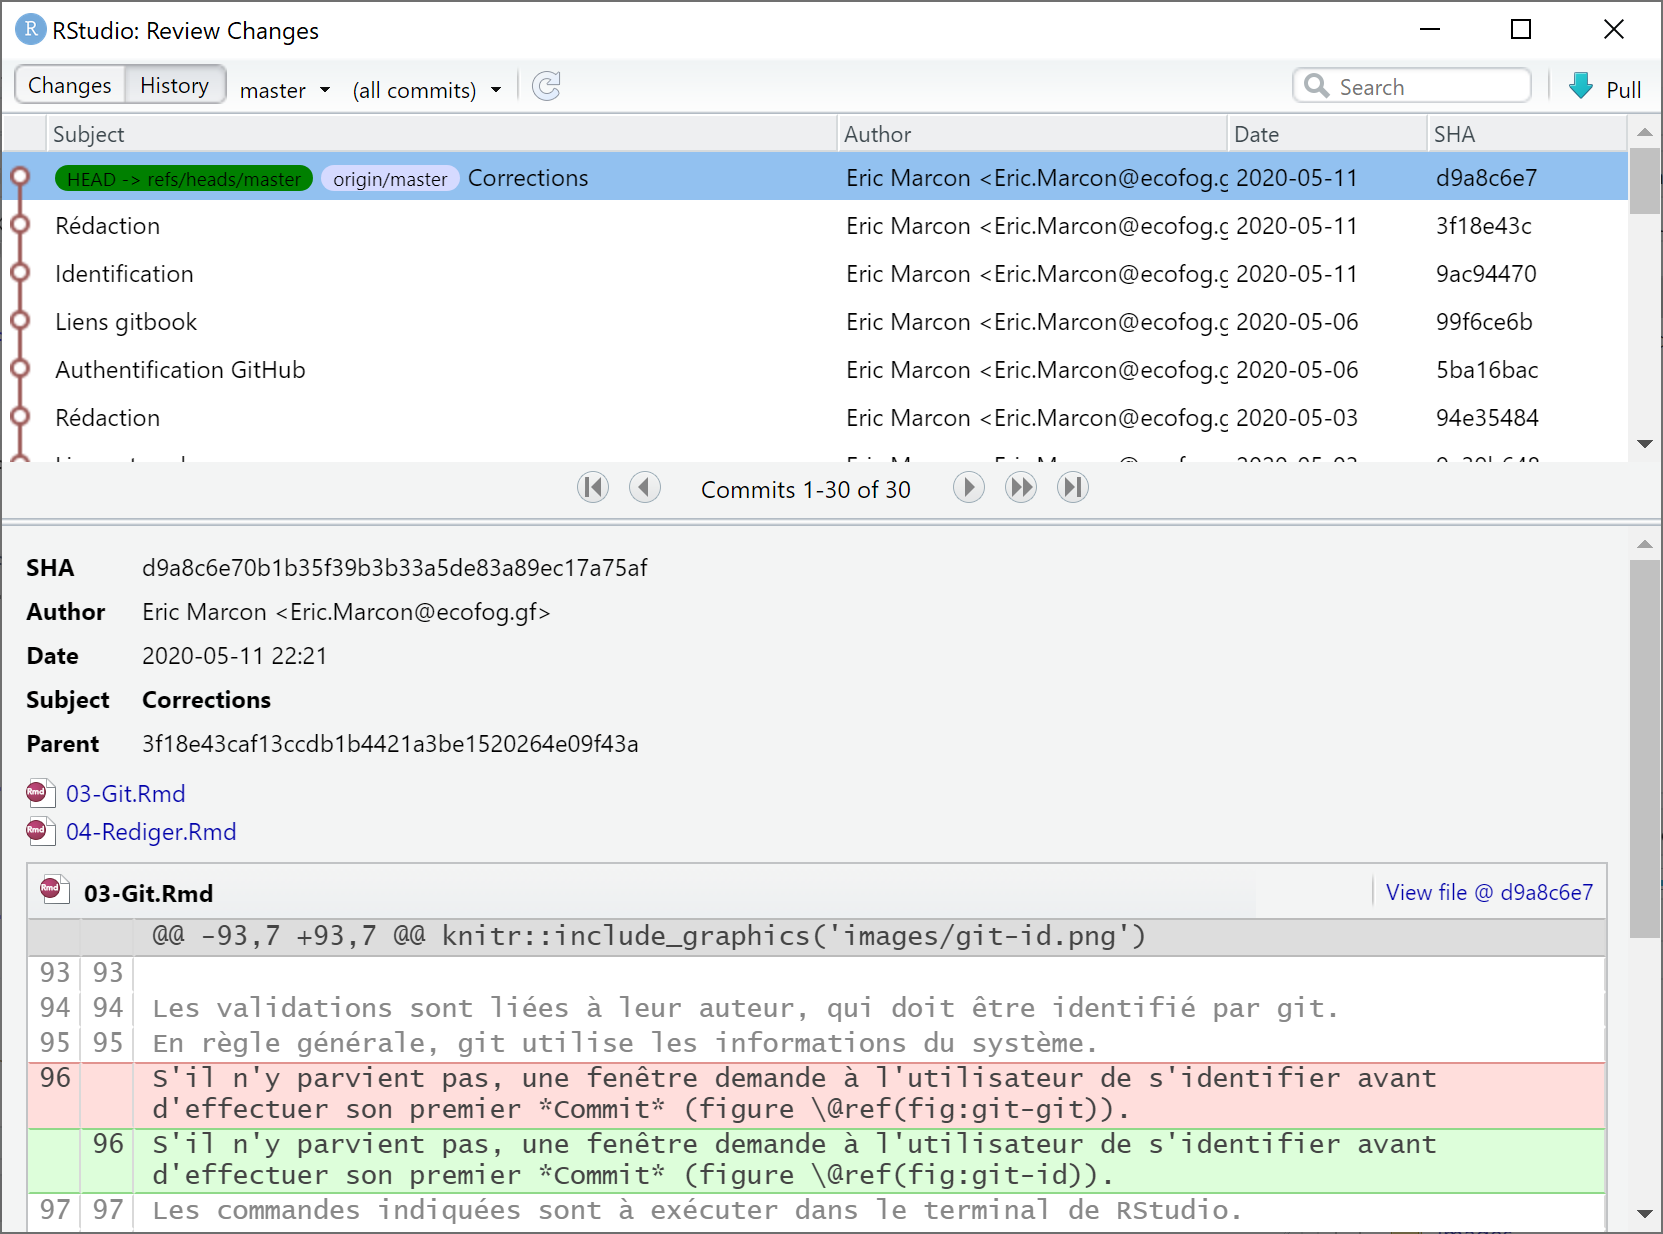 RStudio: Review Changes
Changes History master (all commits) Search Pull
Subject Author Date SHA
HEAD -> refs/heads/master origin/master Corrections Eric Marcon <Eric.Marcon@ecofog.g 2020-05-11 d9a8c6e7
Rédaction Eric Marcon <Eric.Marcon@ecofog.g 2020-05-11 3f18e43c
Identification Eric Marcon <Eric.Marcon@ecofog.g 2020-05-11 9ac94470
Liens gitbook Eric Marcon <Eric.Marcon@ecofog.g 2020-05-06 99f6ce6b
Authentification GitHub Eric Marcon <Eric.Marcon@ecofog.g 2020-05-06 5ba16bac
Rédaction Eric Marcon <Eric.Marcon@ecofog.g 2020-05-03 94e35484
Commits 1-30 of 30
SHA d9a8c6e70b1b35f39b3b33a5de83a89ec17a75af
Author Eric Marcon <Eric.Marcon@ecofog.gf>
Date 2020-05-11 22:21
Subject Corrections
Parent 3f18e43caf13ccdb1b4421a3be1520264e09f43a
03-Git.Rmd
04-Rediger.Rmd
03-Git.Rmd View file @ d9a8c6e7
@@ -93,7 +93,7 @@ knitr::include_graphics('images/git-id.png')
93 93
94 94 Les validations sont liées à leur auteur, qui doit être identifié par git.
95 95 En règle générale, git utilise les informations du système.
96 S'il n'y parvient pas, une fenêtre demande à l'utilisateur de s'identifier avant
d'effectuer son premier *Commit* (figure \@ref(fig:git-git)).
96 S'il n'y parvient pas, une fenêtre demande à l'utilisateur de s'identifier avant
d'effectuer son premier *Commit* (figure \@ref(fig:git-id)).
97 97 Les commandes indiquées sont à exécuter dans le terminal de RStudio.